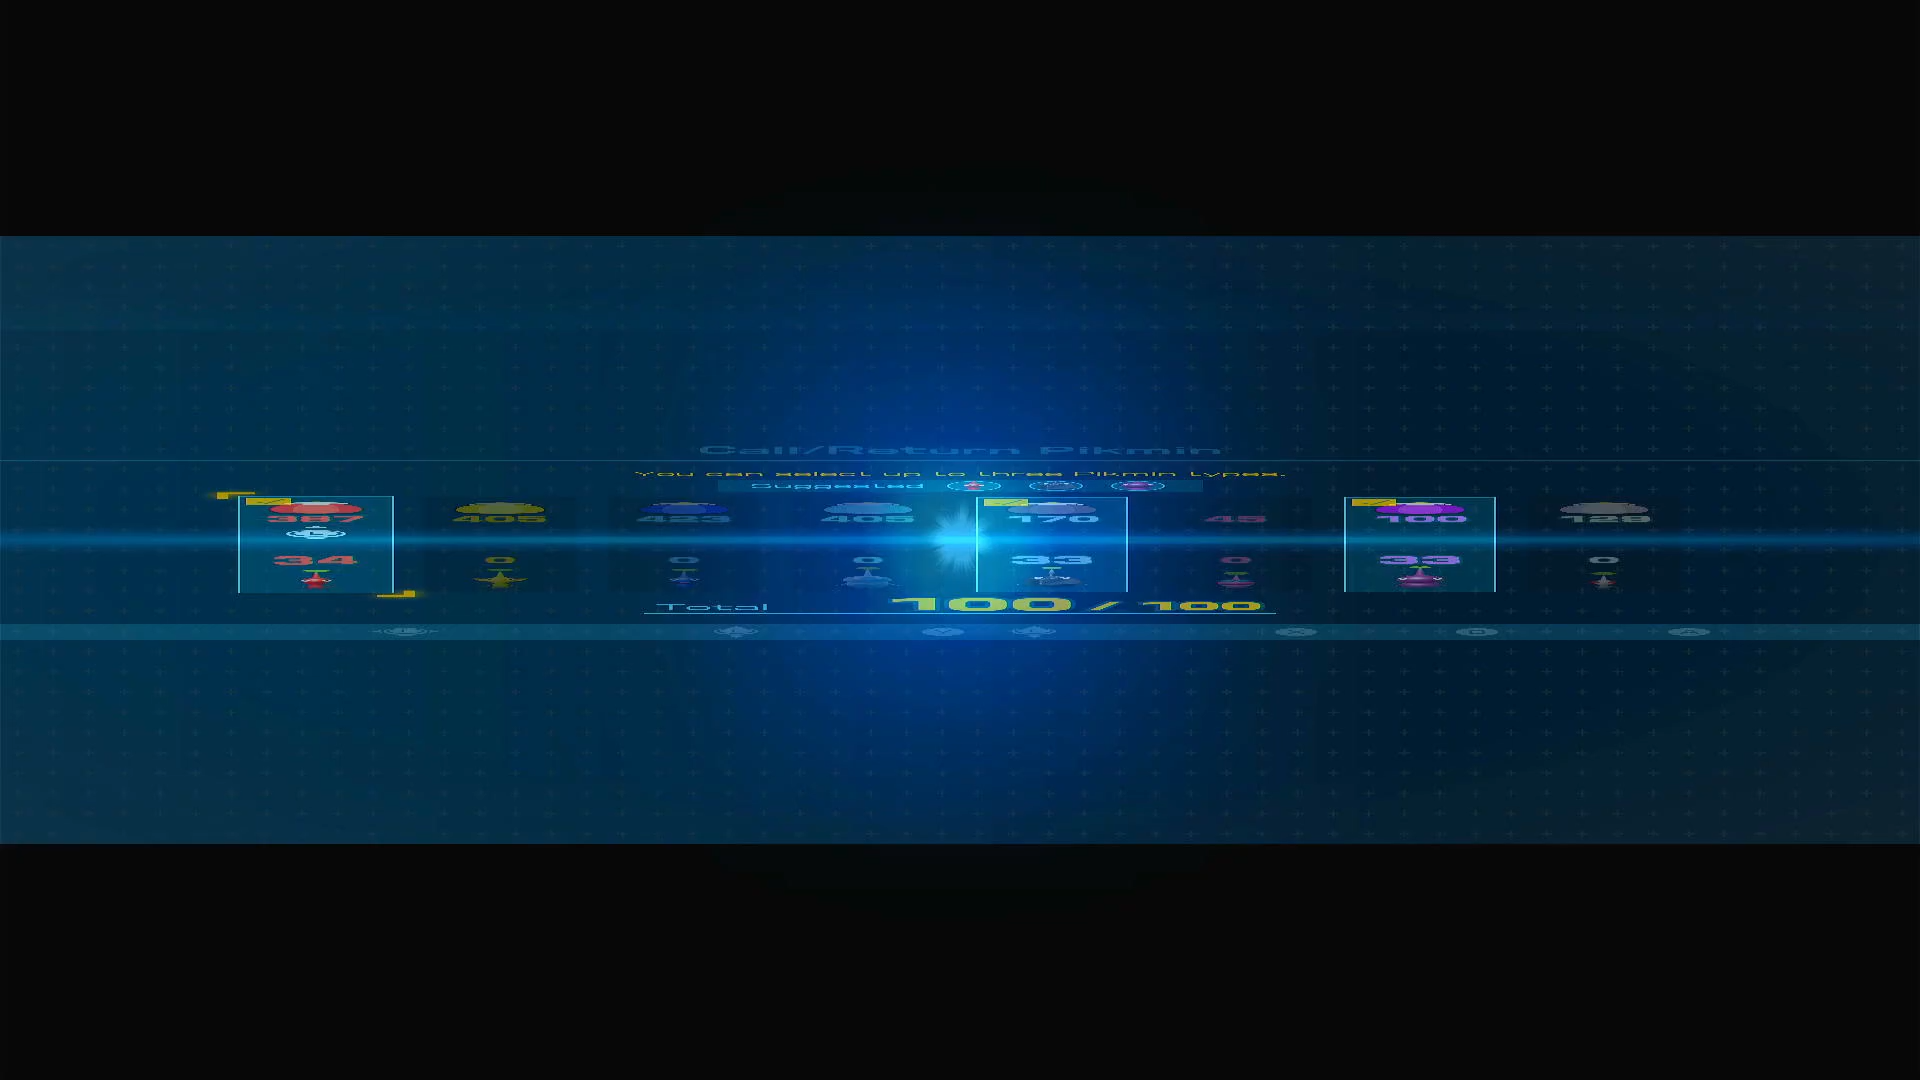 Call/Return Pikmin
You can select up to three Pikmin types.
Suggested
387 405 423 405 170 45 100 129
34 0 0 0 33 0 33 0
Total 100 / 100